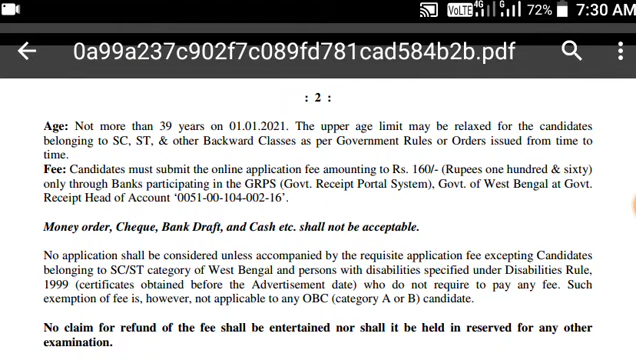 VoLTE 4G G 72% 7:30 AM
0a99a237c902f7c089fd781cad584b2b.pdf
: 2 :
Age: Not more than 39 years on 01.01.2021. The upper age limit may be relaxed for the candidates
belonging to SC, ST, & other Backward Classes as per Government Rules or Orders issued from time to
time.
Fee: Candidates must submit the online application fee amounting to Rs. 160/- (Rupees one hundred & sixty)
only through Banks participating in the GRPS (Govt. Receipt Portal System), Govt. of West Bengal at Govt.
Receipt Head of Account ‘0051-00-104-002-16’.
Money order, Cheque, Bank Draft, and Cash etc. shall not be acceptable.
No application shall be considered unless accompanied by the requisite application fee excepting Candidates
belonging to SC/ST category of West Bengal and persons with disabilities specified under Disabilities Rule,
1999 (certificates obtained before the Advertisement date) who do not require to pay any fee. Such
exemption of fee is, however, not applicable to any OBC (category A or B) candidate.
No claim for refund of the fee shall be entertained nor shall it be held in reserved for any other
examination.